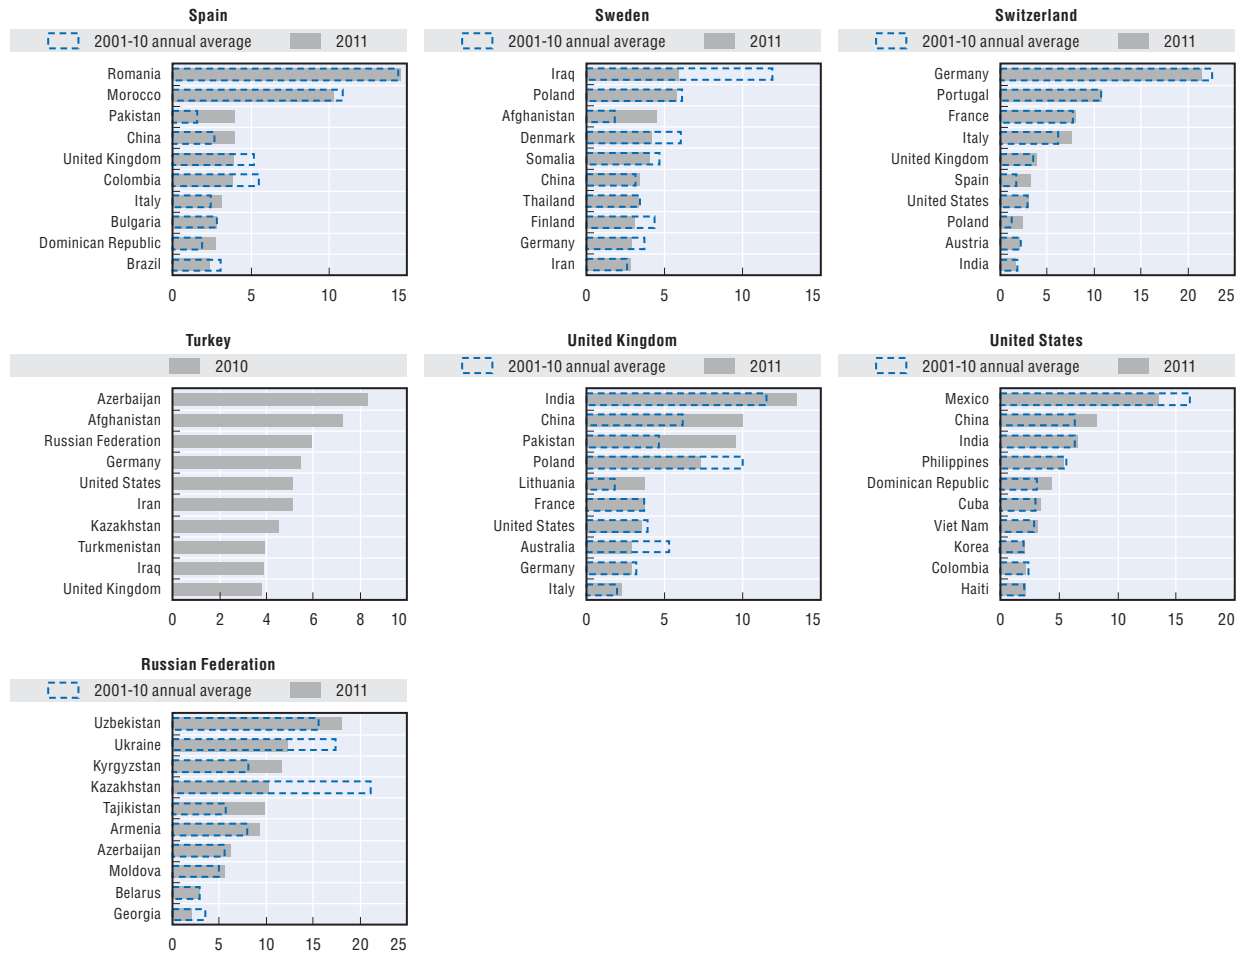 Spain
2001-10 annual average 2011
Romania
Morocco
Pakistan
China
United Kingdom
Colombia
Italy
Bulgaria
Dominican Republic
Brazil
0 5 10 15
Sweden
2001-10 annual average 2011
Iraq
Poland
Afghanistan
Denmark
Somalia
China
Thailand
Finland
Germany
Iran
0 5 10 15
Switzerland
2001-10 annual average 2011
Germany
Portugal
France
Italy
United Kingdom
Spain
United States
Poland
Austria
India
0 5 10 15 20 25
Turkey
2010
Azerbaijan
Afghanistan
Russian Federation
Germany
United States
Iran
Kazakhstan
Turkmenistan
Iraq
United Kingdom
0 2 4 6 8 10
United Kingdom
2001-10 annual average 2011
India
China
Pakistan
Poland
Lithuania
France
United States
Australia
Germany
Italy
0 5 10 15
United States
2001-10 annual average 2011
Mexico
China
India
Philippines
Dominican Republic
Cuba
Viet Nam
Korea
Colombia
Haiti
0 5 10 15 20
Russian Federation
2001-10 annual average 2011
Uzbekistan
Ukraine
Kyrgyzstan
Kazakhstan
Tajikistan
Armenia
Azerbaijan
Moldova
Belarus
Georgia
0 5 10 15 20 25